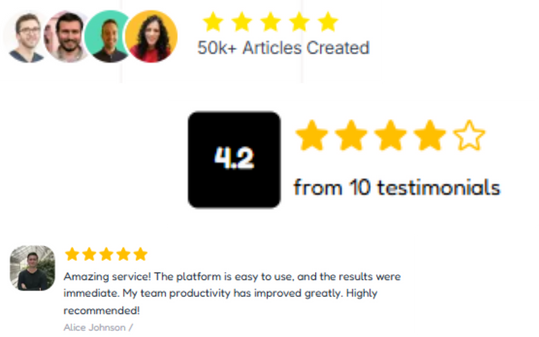 50k+ Articles Created
4.2
from 10 testimonials
Amazing service! The platform is easy to use, and the results were
immediate. My team productivity has improved greatly. Highly
recommended!
Alice Johnson /